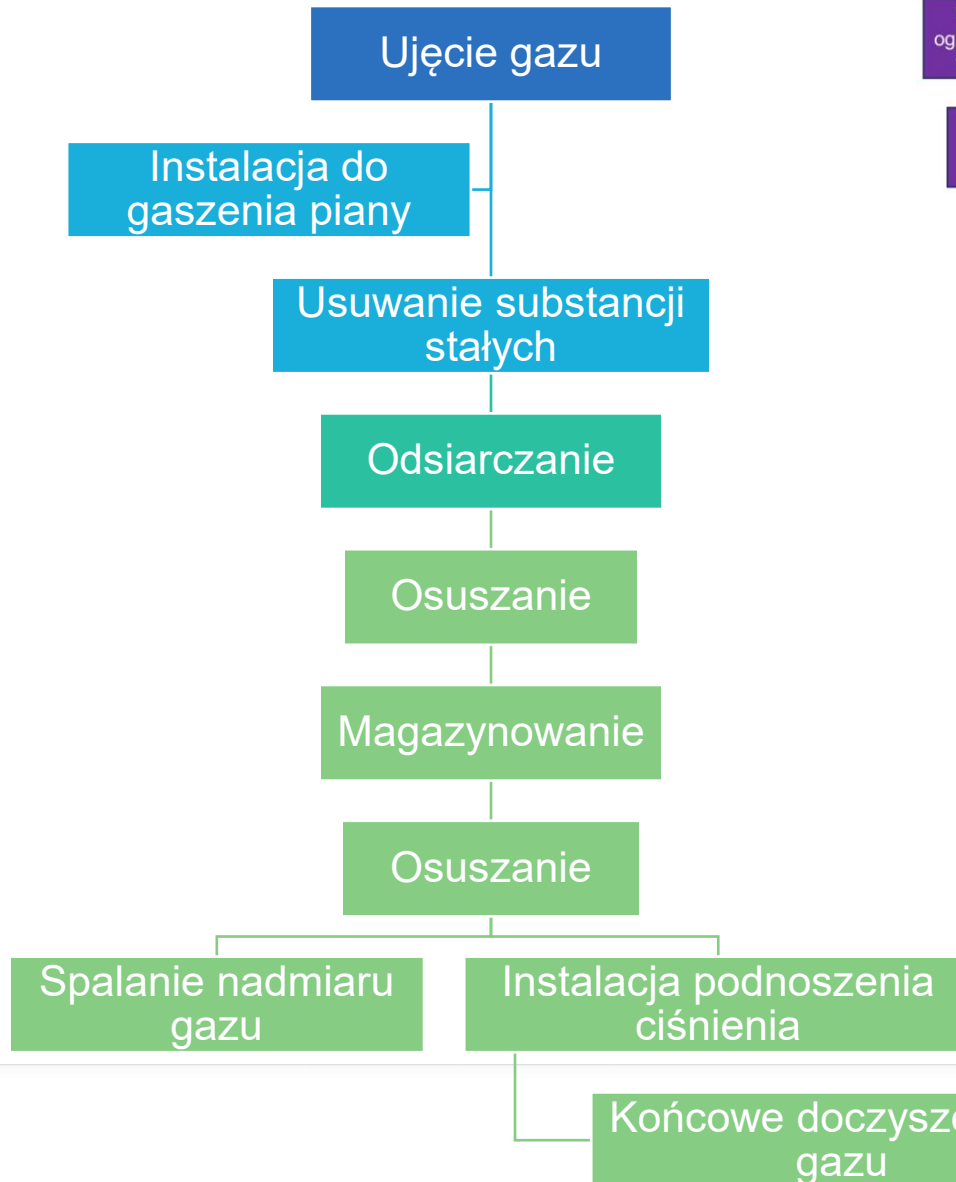 Ujęcie gazu
Instalacja do
gaszenia piany
Usuwanie substancji
stałych
Odsiarczanie
Osuszanie
Magazynowanie
Osuszanie
Spalanie nadmiaru
gazu
Instalacja podnoszenia
ciśnienia
Końcowe
gazu